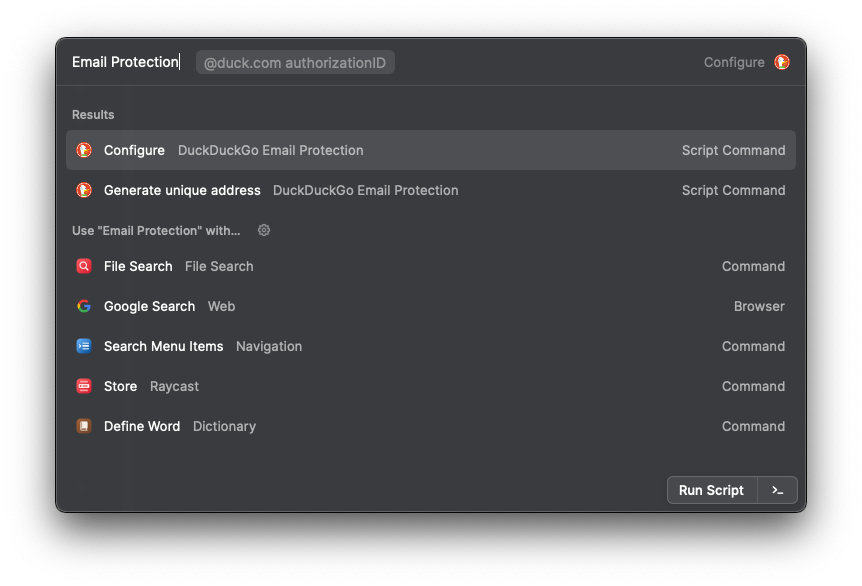 Email Protection @duck.com authorizationID Configure
Results
Configure DuckDuckGo Email Protection Script Command
Generate unique address DuckDuckGo Email Protection Script Command
Use "Email Protection" with...
File Search File Search Command
Google Search Web Browser
Search Menu Items Navigation Command
Store Raycast Command
Define Word Dictionary Command
Run Script >_